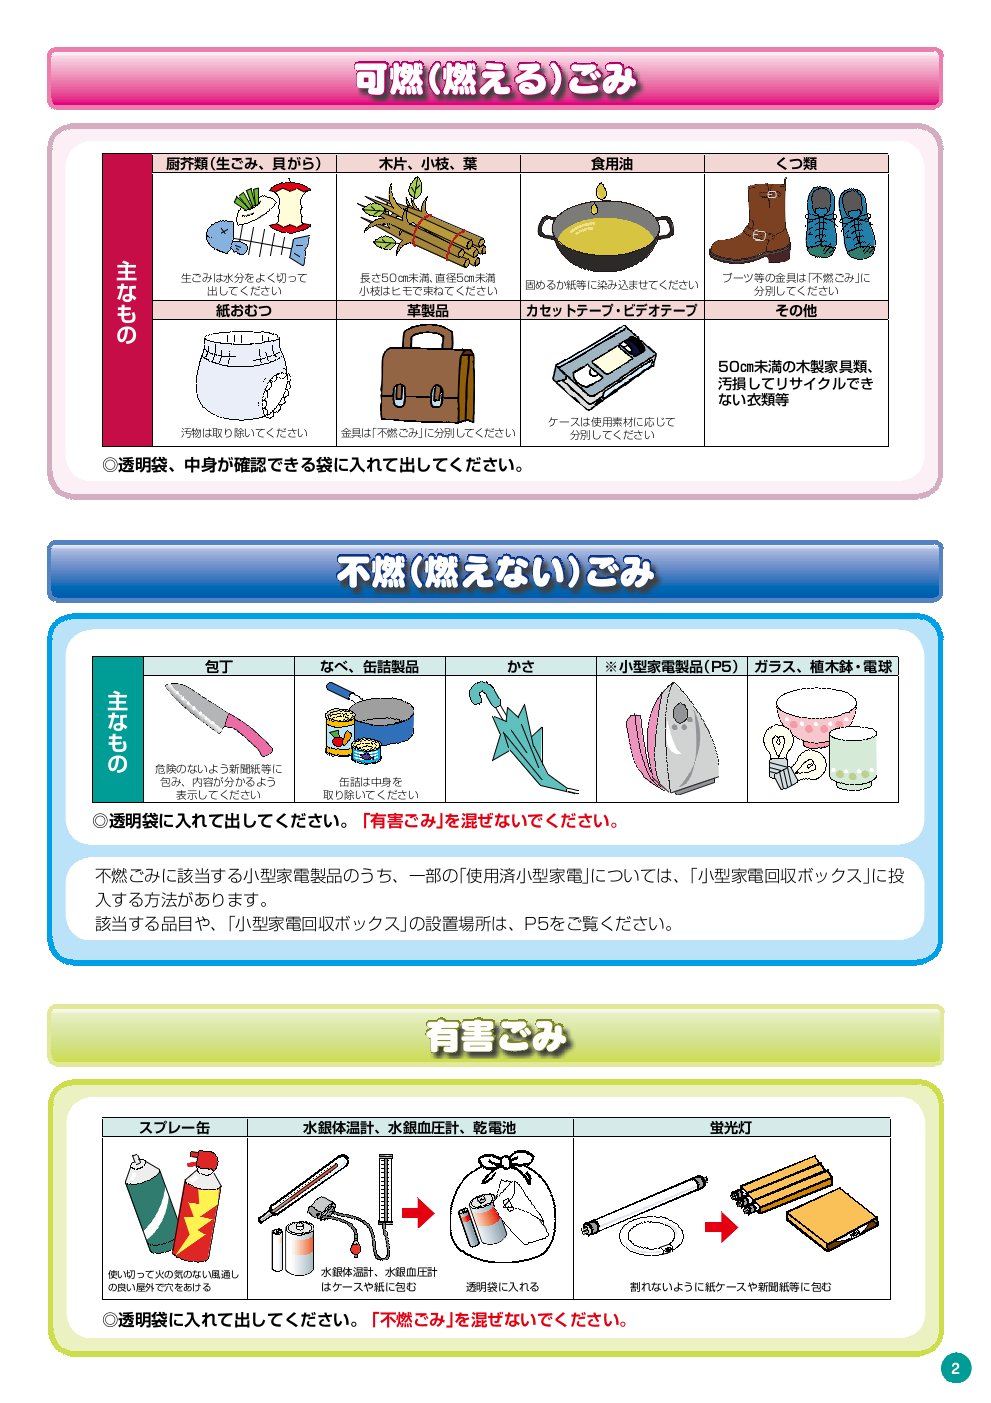 可燃(燃える)ごみ
主なもの
厨芥類(生ごみ、貝がら)
木片、小枝、葉
食用油
くつ類
生ごみは水分をよく切って
出してください
長さ50㎝未満、直径5㎝未満
小枝はヒモで束ねてください
固めるか紙等に染み込ませてください
ブーツ等の金具は「不燃ごみ」に
分別してください
紙おむつ
革製品
カセットテープ・ビデオテープ
その他
汚物は取り除いてください
金具は「不燃ごみ」に分別してください
ケースは使用素材に応じて
分別してください
50㎝未満の木製家具類、
汚損してリサイクルでき
ない衣類等
◎透明袋、中身が確認できる袋に入れて出してください。
不燃(燃えない)ごみ
主なもの
包丁
なべ、缶詰製品
かさ
※小型家電製品(P5)
ガラス、植木鉢・電球
危険のないよう新聞紙等に
包み、内容が分かるよう
表示してください
缶詰は中身を
取り除いてください
◎透明袋に入れて出してください。「有害ごみ」を混ぜないでください。
不燃ごみに該当する小型家電製品のうち、一部の「使用済小型家電」については、「小型家電回収ボックス」に投
入する方法があります。
該当する品目や、「小型家電回収ボックス」の設置場所は、P5をご覧ください。
有害ごみ
スプレー缶
水銀体温計、水銀血圧計、乾電池
蛍光灯
使い切って火の気のない風通し
の良い屋外で穴をあける
水銀体温計、水銀血圧計
はケースや紙に包む
透明袋に入れる
割れないように紙ケースや新聞紙等に包む
◎透明袋に入れて出してください。「不燃ごみ」を混ぜないでください。
2